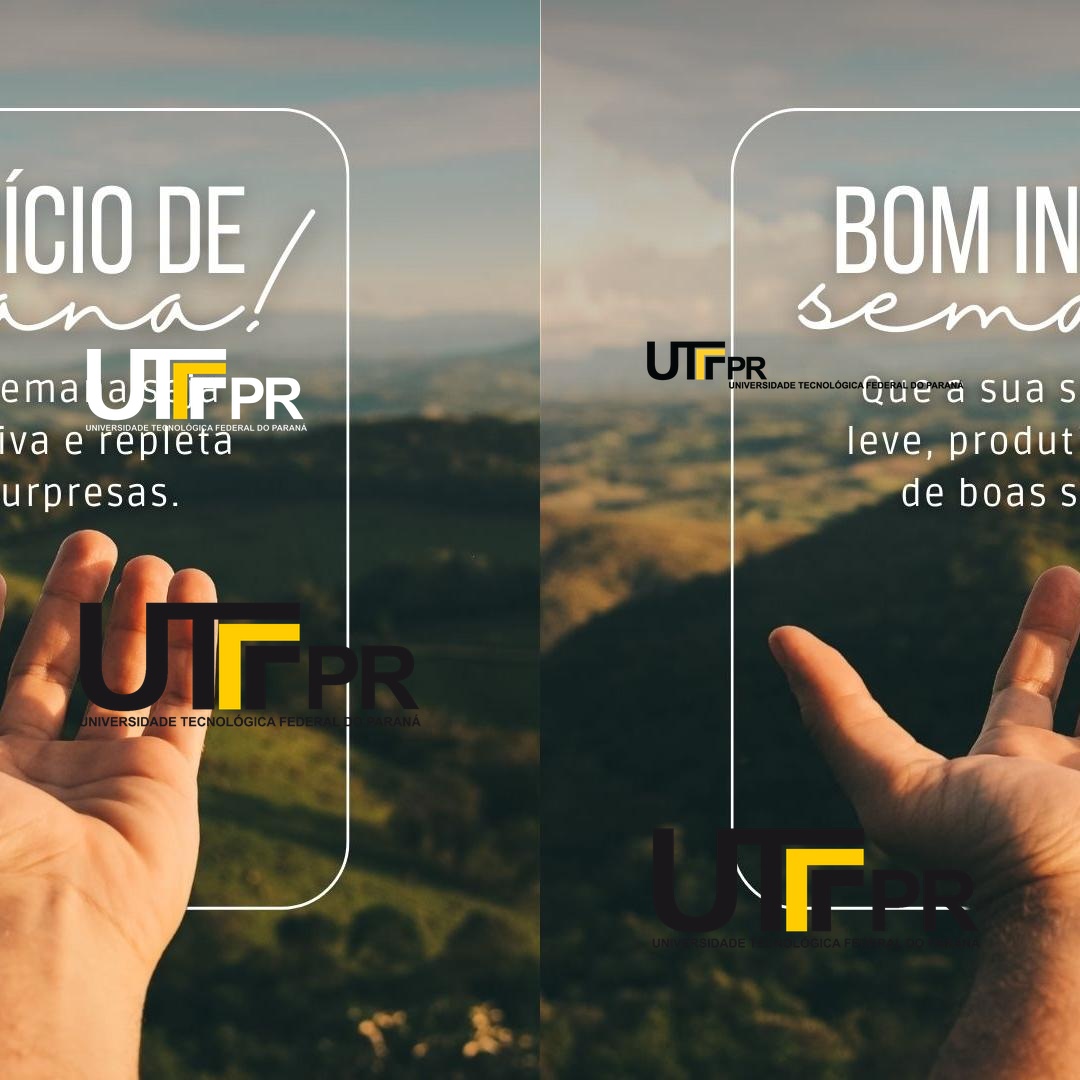 ÍCIO DE
ana!
UTFPR
UNIVERSIDADE TECNOLÓGICA FEDERAL DO PARANÁ
emana seja
iva e repleta
urpresas.
UTFPR
UNIVERSIDADE TECNOLÓGICA FEDERAL DO PARANÁ
BOM IN
sema
UTFPR
UNIVERSIDADE TECNOLÓGICA FEDERAL DO PARANÁ
Que a sua s
leve, produt
de boas s
UTFPR
UNIVERSIDADE TECNOLÓGICA FEDERAL DO PARANÁ